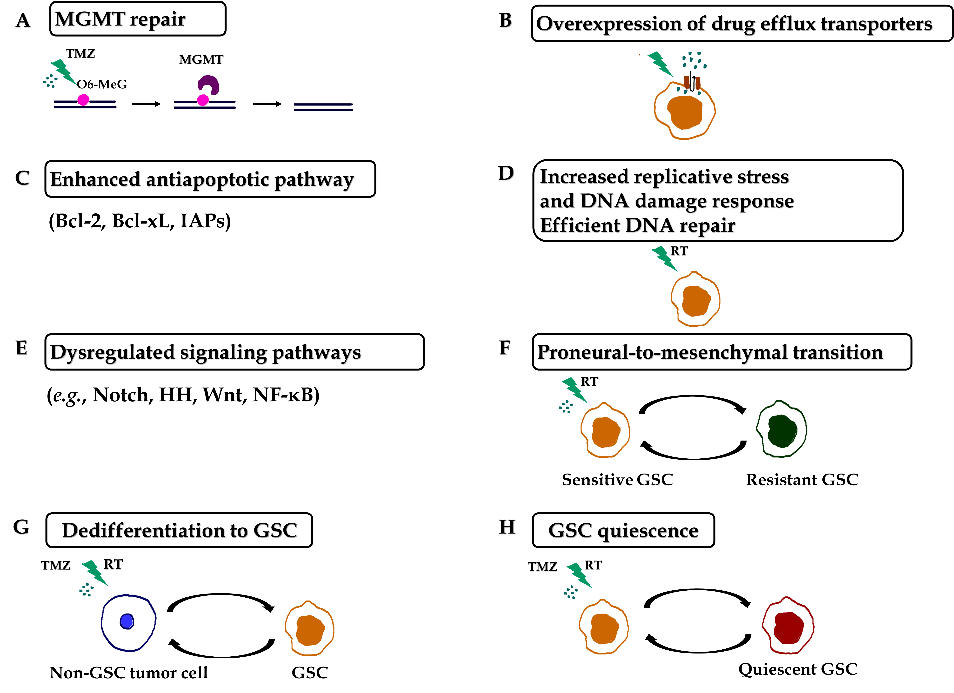 A MGMT repair
TMZ
O6-MeG
MGMT
B Overexpression of drug efflux transporters
C Enhanced antiapoptotic pathway
(Bcl-2, Bcl-xL, IAPs)
D Increased replicative stress
and DNA damage response
Efficient DNA repair
RT
E Dysregulated signaling pathways
(e.g., Notch, HH, Wnt, NF-κB)
F Proneural-to-mesenchymal transition
RT
Sensitive GSC Resistant GSC
G Dedifferentiation to GSC
TMZ RT
Non-GSC tumor cell GSC
H GSC quiescence
TMZ RT
Quiescent GSC